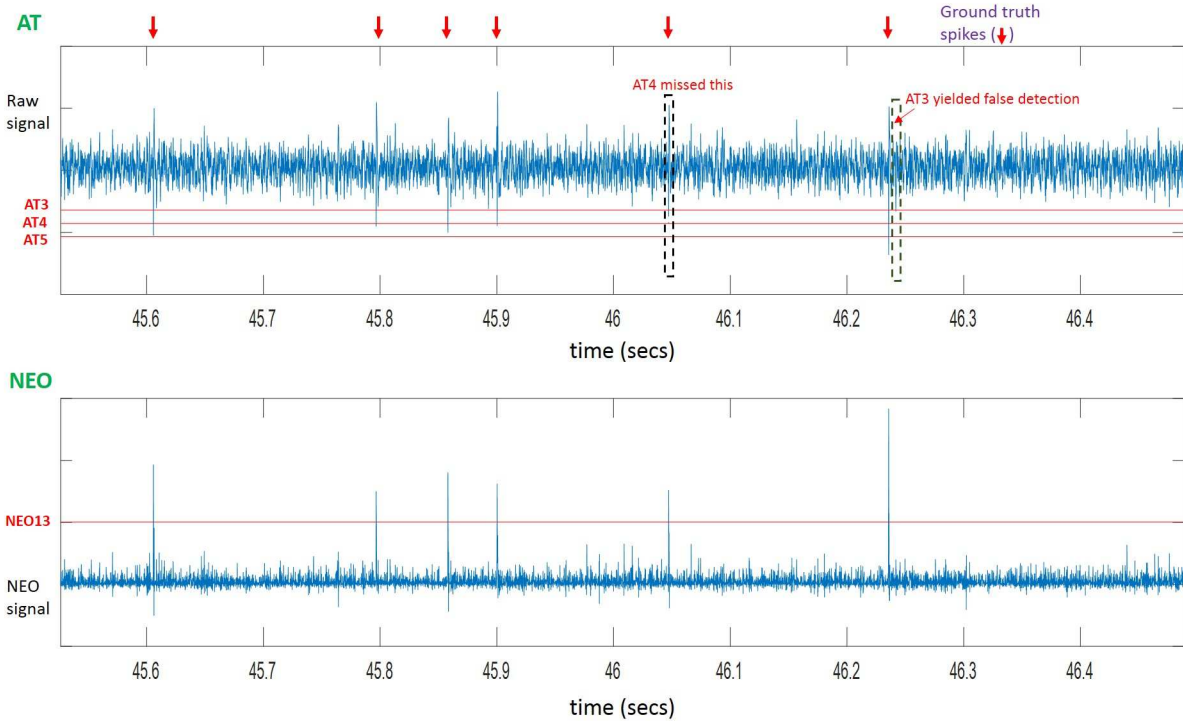 AT
Ground truth
spikes ( )
Raw
signal
AT4 missed this
AT3 yielded false detection
AT3
AT4
AT5
45.6 45.7 45.8 45.9 46 46.1 46.2 46.3 46.4
time (secs)
NEO
NEO13
NEO
signal
45.6 45.7 45.8 45.9 46 46.1 46.2 46.3 46.4
time (secs)